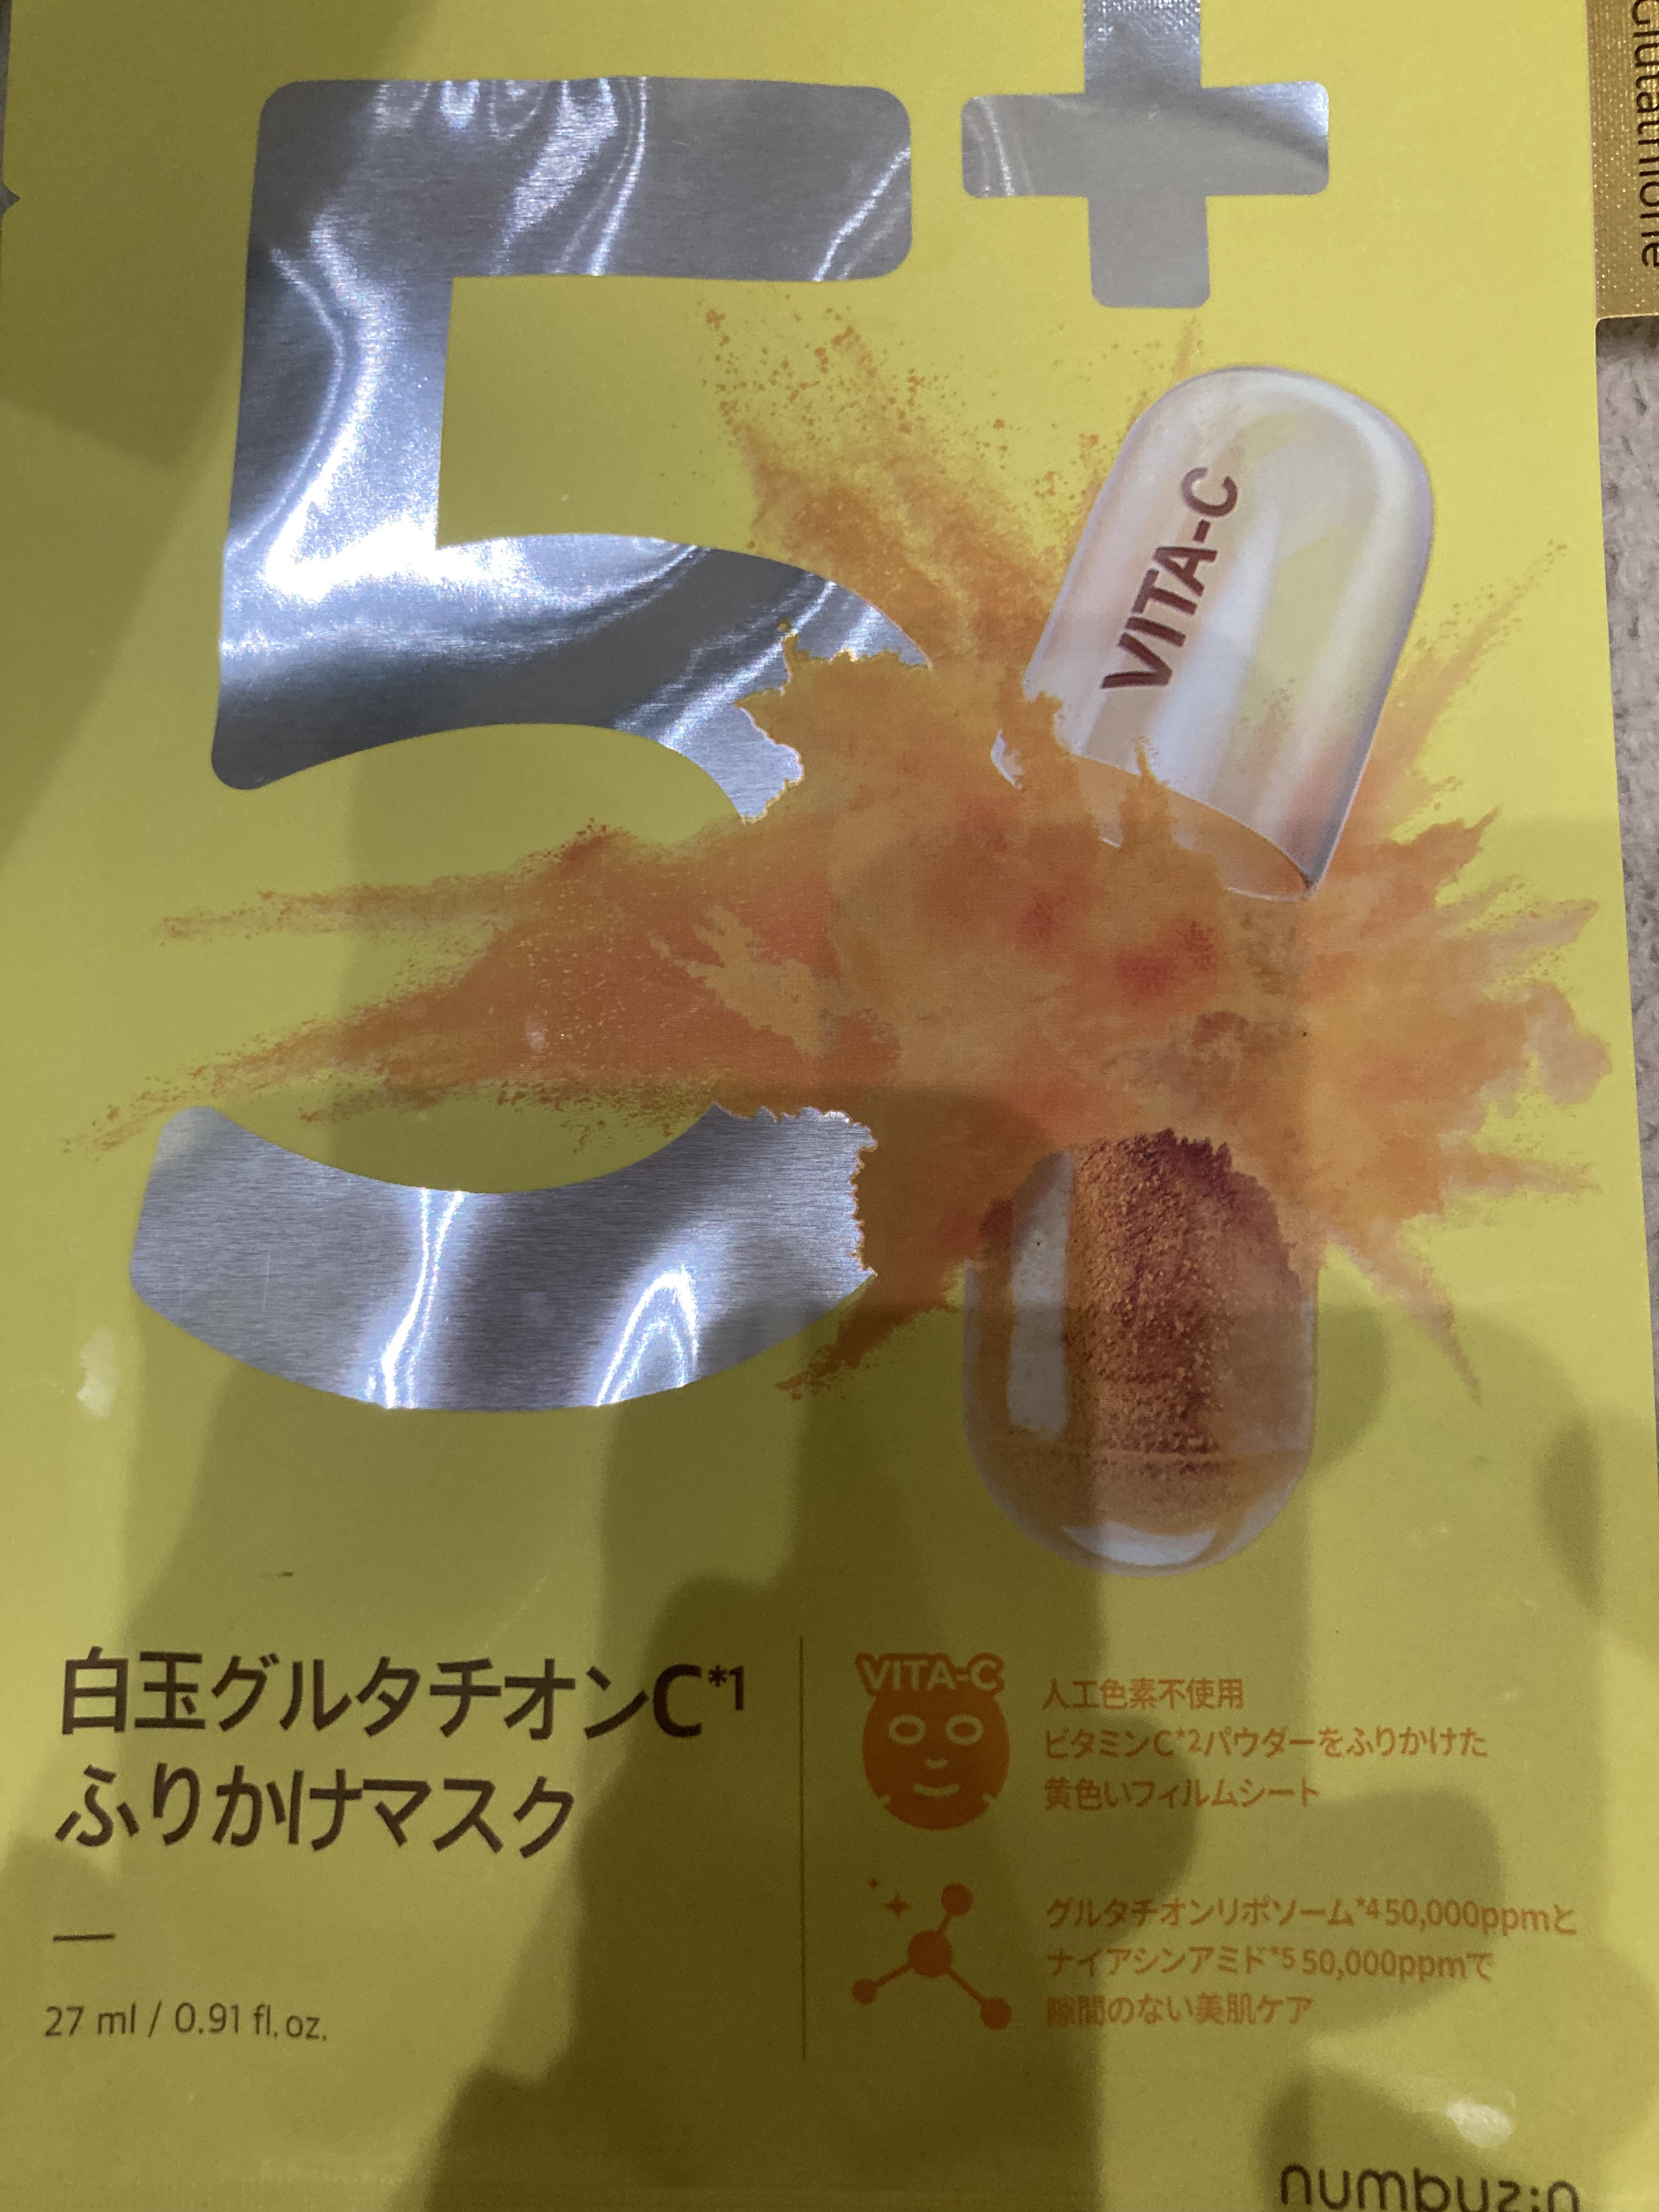 5+
Glutathione
VITA-C
白玉グルタチオンC*1
ふりかけマスク
27 ml / 0.91 fl. oz.
VITA-C
人工色素不使用
ビタミンC*2パウダーをふりかけた
黄色いフィルムシート
グルタチオンリポソーム*4 50,000ppmと
ナイアシンアミド*5 50,000ppmで
隙間のない美肌ケア
numbuz:n